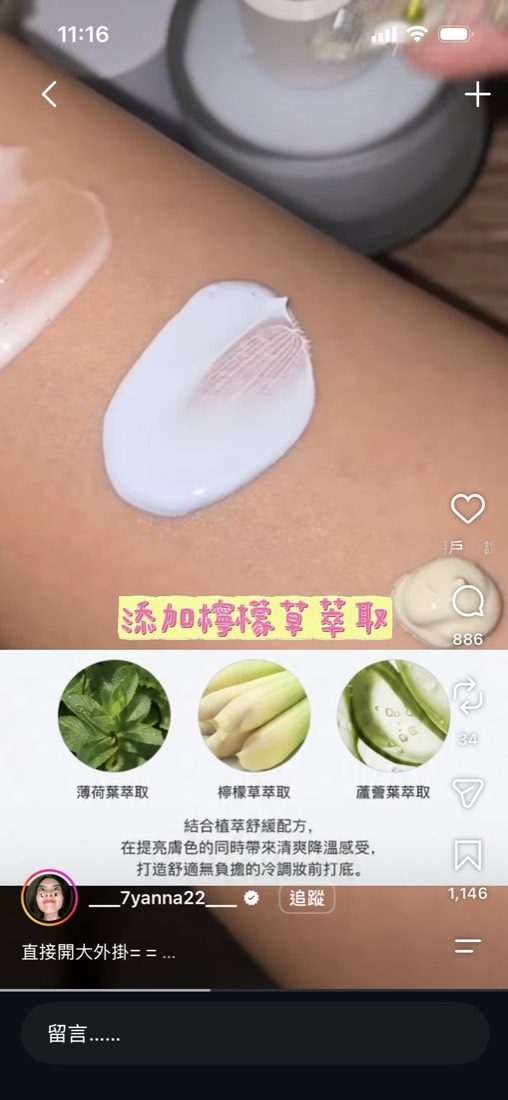 11:16
添加檸檬草萃取
886
34
薄荷葉萃取
檸檬草萃取
蘆薈葉萃取
結合植萃舒緩配方，
在提亮膚色的同時帶來清爽降溫感受，
打造舒適無負擔的冷調妝前打底。
1,146
___7yanna22___
追蹤
直接開大外掛= = ...
留言......